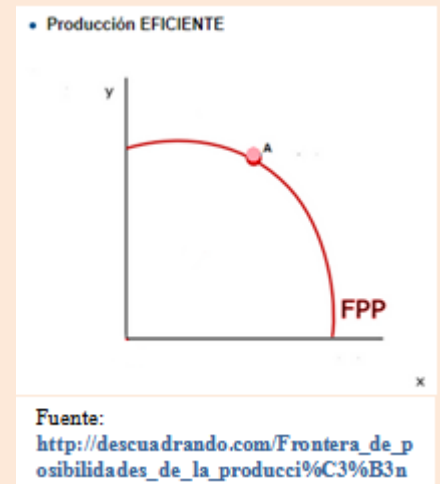 • Producción EFICIENTE
y
A
FPP
x
Fuente:
http://descuadrando.com/Frontera_de_p
osibilidades_de_la_producci%C3%B3n